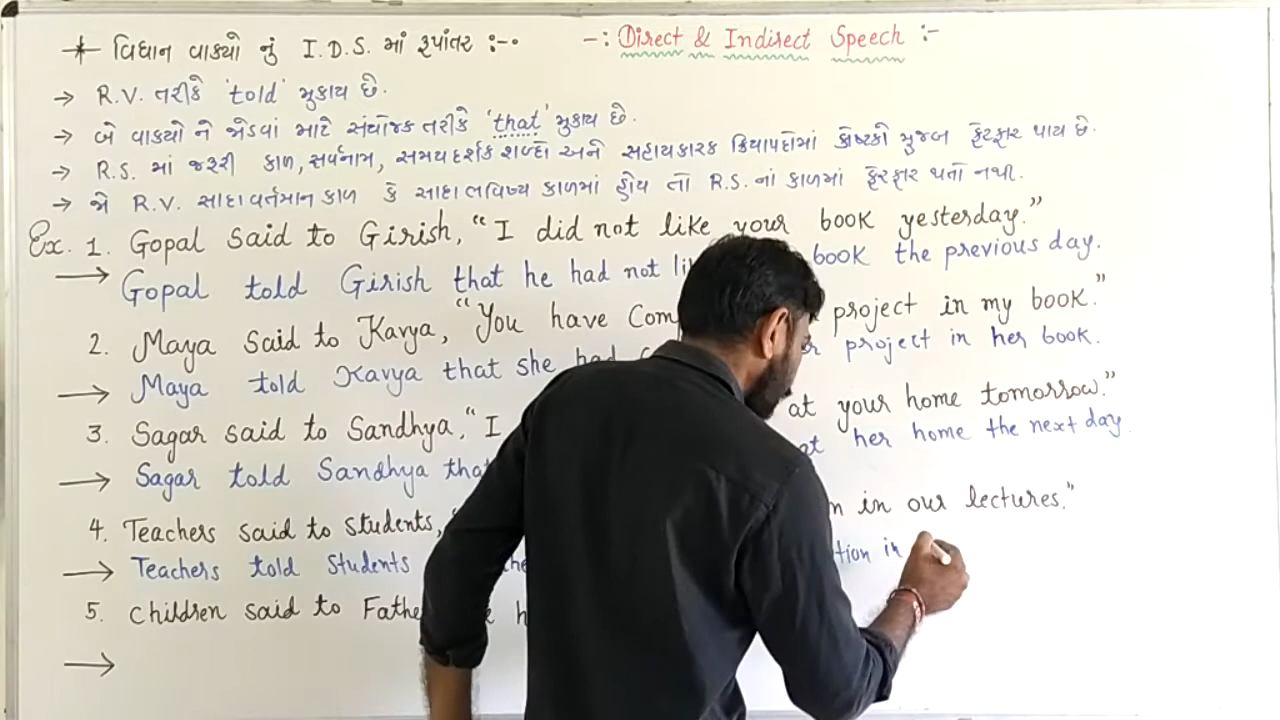 * વિધાન વાક્યો નું I.D.S. માં રૂપાંતર :-
-: Direct & Indirect Speech :-
→ R.V. તરીકે 'told' મુકાય છે.
→ બે વાક્યો ને જોડવાં માટે સંયોજક તરીકે 'that' મુકાય છે.
→ R.S. માં જરૂરી કાળ, સર્વનામ, સમયદર્શક શબ્દો અને સહાયકારક ક્રિયાપદોમાં કોષ્ટકો મુજબ ફેરફાર થાય છે.
→ જો R.V. સાદા વર્તમાન કાળ કે સાદા ભવિષ્ય કાળમાં હોય તો R.S. નાં કાળમાં ફેરફાર થતો નથી.
Ex. 1. Gopal said to Girish, "I did not like your book yesterday."
→ Gopal told Girish that he had not book the previous day.
2. Maya said to Kavya, "You have project in my book."
→ Maya told Kavya that she had project in her book.
3. Sagar said to Sandhya, "I at your home tomorrow."
→ Sagar told Sandhya at her home the next day
4. Teachers said to students, in our lectures."
→ Teachers told students in
5. Children said to
→